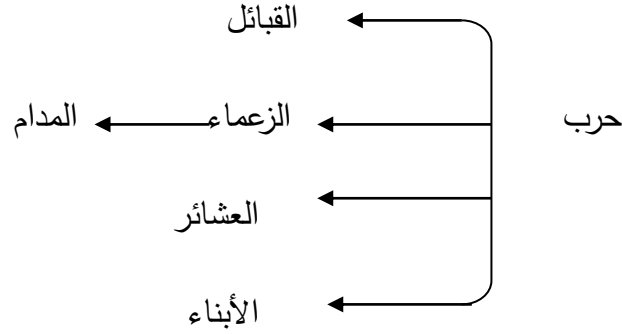 القبائل
حرب
الزعماء
المدام
العشائر
الأبناء